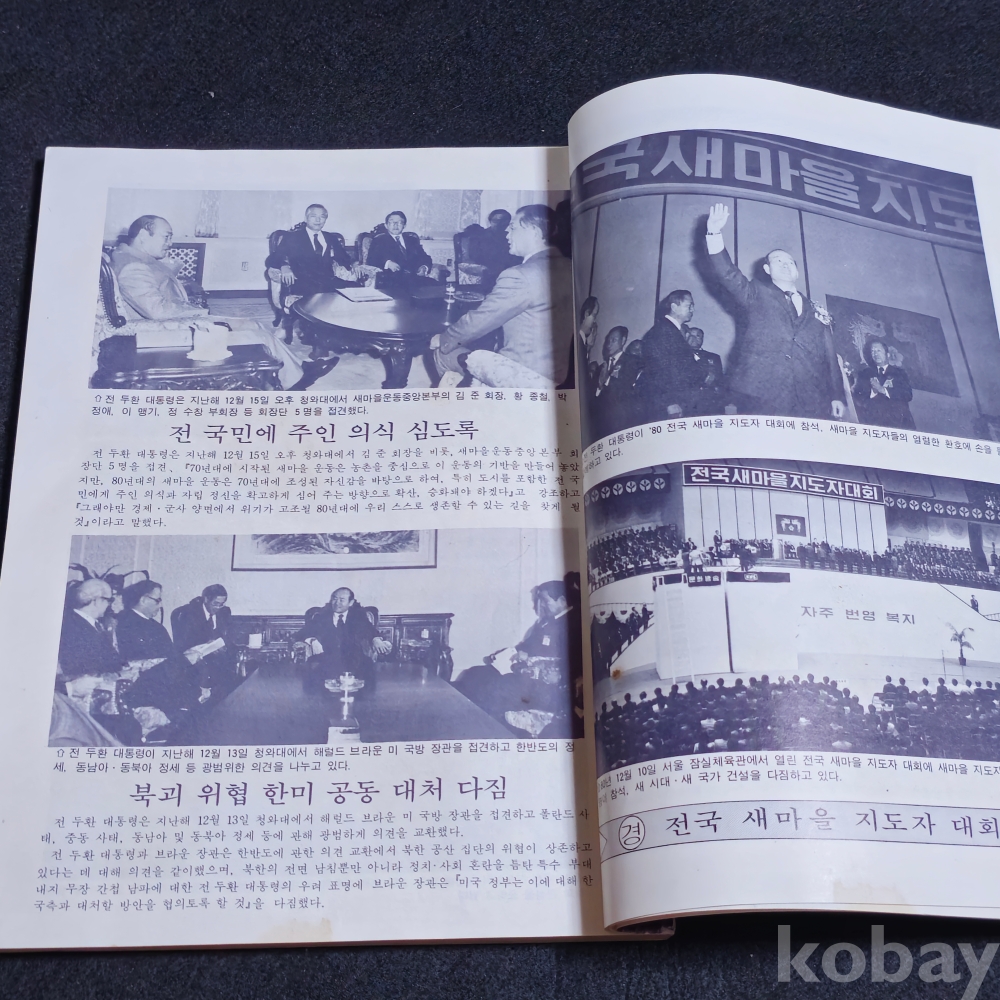 ⇧전 두환 대통령은 지난해 12월 15일 오후 청와대에서 새마을운동중앙본부의 김 준 회장, 황 종철, 박
정애, 이 맹기, 정 수창 부회장 등 회장단 5명을 접견했다.
전 국민에 주인 의식 심도록
전 두환 대통령은 지난해 12월 15일 오후 청와대에서 김 준 회장을 비롯, 새마을운동중앙 본부 회
장단 5명을 접견, 『70년대에 시작된 새마을 운동은 농촌을 중심으로 이 운동의 기반을 만들어 놓았
지만, 80년대의 새마을 운동은 70년대에 조성된 자신감을 바탕으로 하여, 특히 도시를 포함한 전 국
민에게 주인 의식과 자립 정신을 확고하게 심어 주는 방향으로 확산, 승화돼야 하겠다』고 강조하고
『그래야만 경제·군사 양면에서 위기가 고조될 80년대에 우리 스스로 생존할 수 있는 길을 찾게 될
것』이라고 말했다.
⇧전 두환 대통령이 지난해 12월 13일 청와대에서 해럴드 브라운 미 국방 장관을 접견하고 한반도의 정
세, 동남아·동북아 정세 등 광범위한 의견을 나누고 있다.
북괴 위협 한미 공동 대처 다짐
전 두환 대통령은 지난해 12월 13일 청와대에서 해럴드 브라운 미 국방 장관을 접견하고 폴란드 사
태, 중동 사태, 동남아 및 동북아 정세 등에 관해 광범하게 의견을 교환했다.
전 두환 대통령과 브라운 장관은 한반도에 관한 의견 교환에서 북한 공산 집단의 위협이 상존하고
있다는 데 대해 의견을 같이했으며, 북한의 전면 남침뿐만 아니라 정치·사회 혼란을 틈탄 특수 부대
내지 무장 간첩 남파에 대한 전 두환 대통령의 우려 표명에 브라운 장관은 『미국 정부는 이에 대해 한
국측과 대처할 방안을 협의토록 할 것』을 다짐했다.
국새마을지도
두환 대통령이 '80 전국 새마을 지도자 대회에 참석, 새마을 지도자들의 열렬한 환호에 손을 들
하고 있다.
전국새마을지도자대회
자주 번영 복지
12월 10일 서울 잠실체육관에서 열린 전국 새마을 지도자 대회에 새마을 지도자
참석, 새 시대·새 국가 건설을 다짐하고 있다.
경 전국 새마을 지도자 대회
kobay